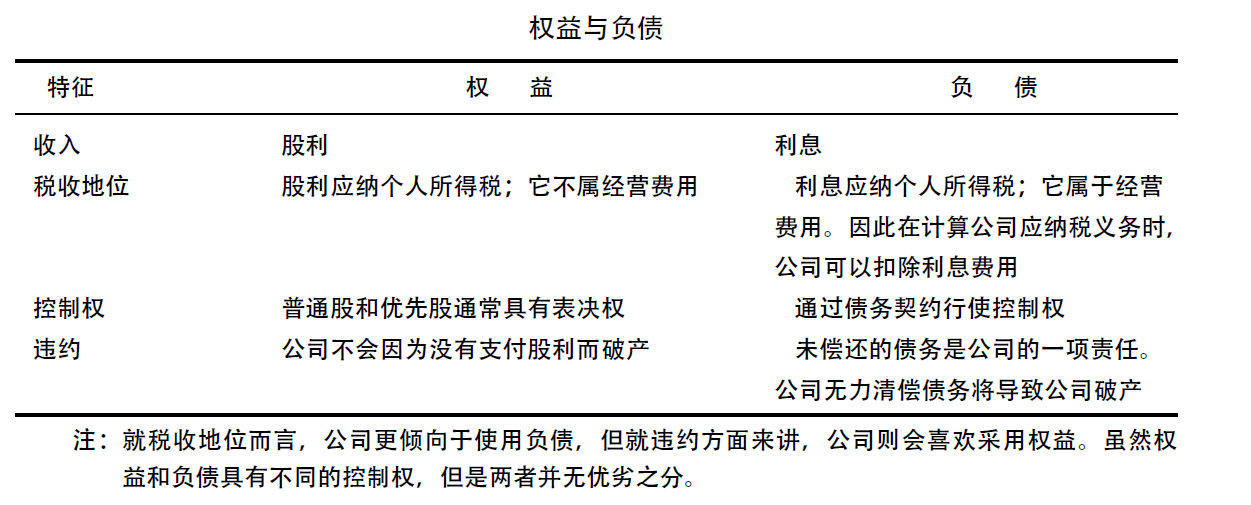 权益与负债
特征 权 益 负 债
收入 股利 利息
税收地位 股利应纳个人所得税；它不属经营费用 利息应纳个人所得税；它属于经营
费用。因此在计算公司应纳税义务时，
公司可以扣除利息费用
控制权 普通股和优先股通常具有表决权 通过债务契约行使控制权
违约 公司不会因为没有支付股利而破产 未偿还的债务是公司的一项责任。
公司无力清偿债务将导致公司破产
注：就税收地位而言，公司更倾向于使用负债，但就违约方面来讲，公司则会喜欢采用权益。虽然权
益和负债具有不同的控制权，但是两者并无优劣之分。